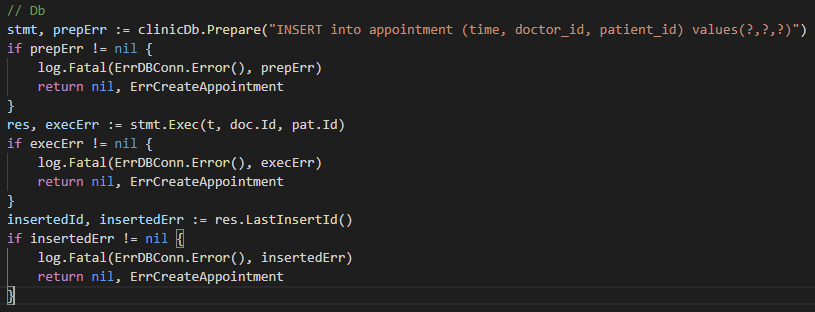 // Db
stmt, prepErr := clinicDb.Prepare("INSERT into appointment (time, doctor_id, patient_id) values(?,?,?)")
if prepErr != nil {
    log.Fatal(ErrDBConn.Error(), prepErr)
    return nil, ErrCreateAppointment
}
res, execErr := stmt.Exec(t, doc.Id, pat.Id)
if execErr != nil {
    log.Fatal(ErrDBConn.Error(), execErr)
    return nil, ErrCreateAppointment
}
insertedId, insertedErr := res.LastInsertId()
if insertedErr != nil {
    log.Fatal(ErrDBConn.Error(), insertedErr)
    return nil, ErrCreateAppointment
}